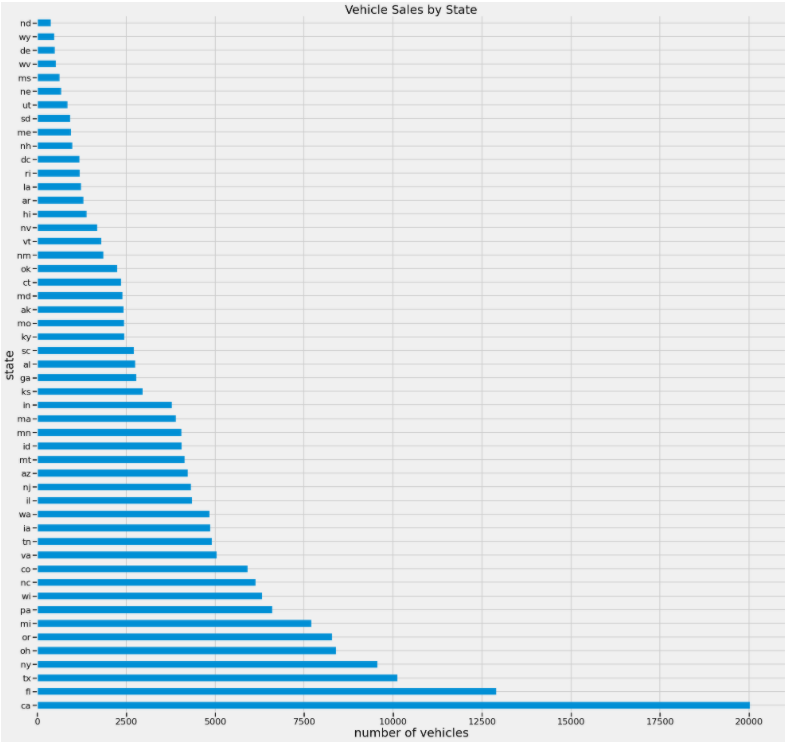 Vehicle Sales by State
nd
wy
de
wv
ms
ne
ut
sd
me
nh
dc
ri
la
ar
hi
nv
vt
nm
ok
ct
md
ak
mo
ky
sc
al
ga
ks
in
ma
mn
id
mt
az
nj
il
wa
ia
tn
va
co
nc
wi
pa
mi
or
oh
ny
tx
fl
ca
state
0 2500 5000 7500 10000 12500 15000 17500 20000
number of vehicles